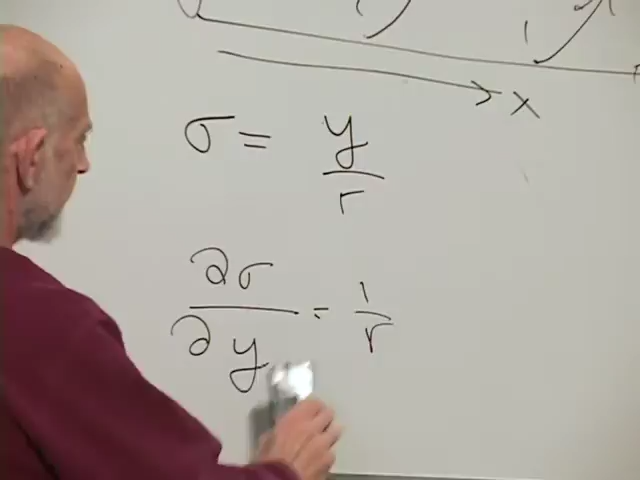 x
σ = y/r
∂σ/∂y = 1/r